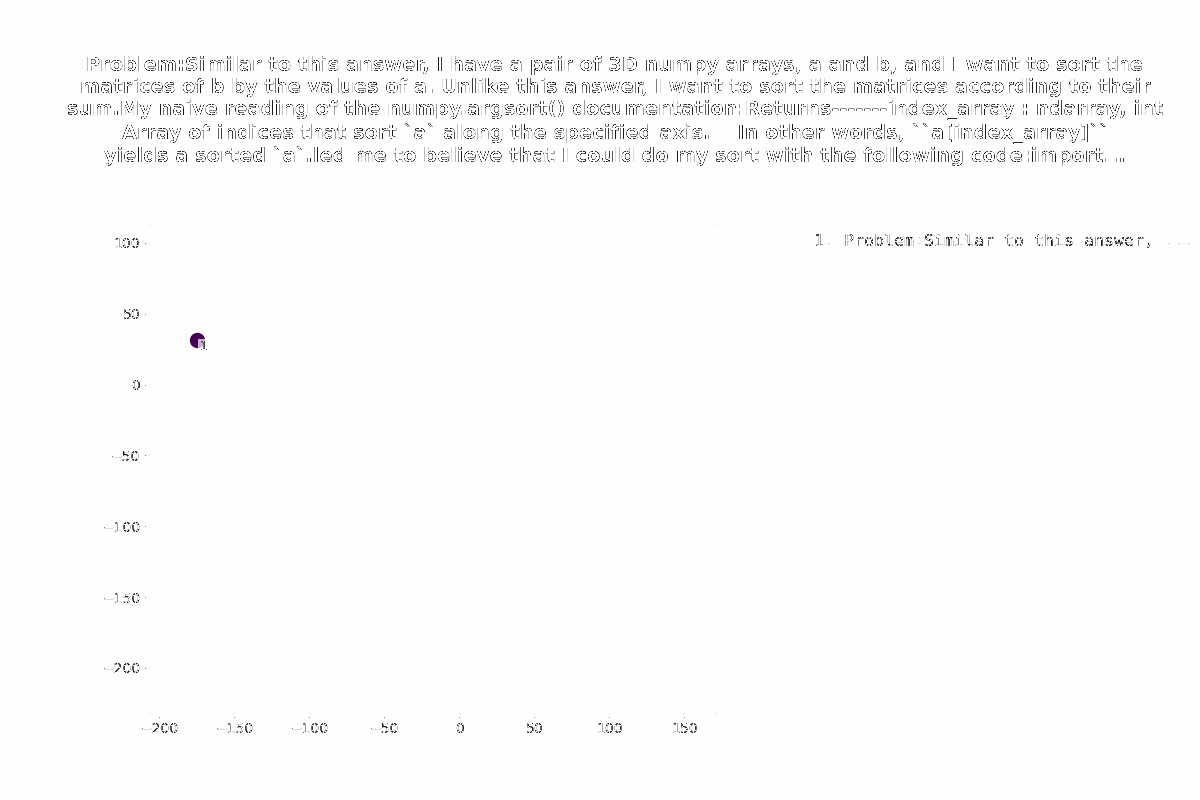 Problem:Similar to this answer, I have a pair of 3D numpy arrays, a and b, and I want to sort the
matrices of b by the values of a. Unlike this answer, I want to sort the matrices according to their
sum.My naive reading of the numpy.argsort() documentation:Returns-------index_array : ndarray, int
Array of indices that sort `a` along the specified axis.    In other words, ``a[index_array]``
yields a sorted `a`.led me to believe that I could do my sort with the following code:import...
1. Problem:Similar to this answer, ...
100
50
1
0
−50
−100
−150
−200
−200 −150 −100 −50 0 50 100 150